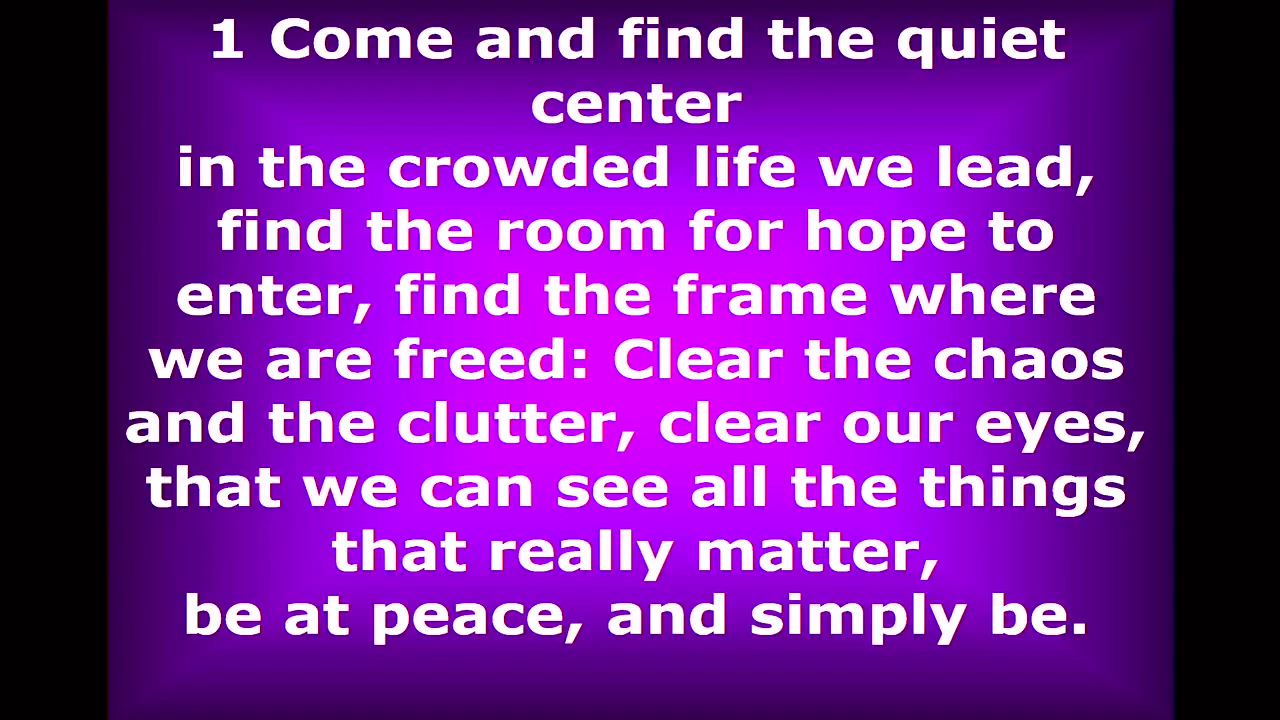 1 Come and find the quiet
center
in the crowded life we lead,
find the room for hope to
enter, find the frame where
we are freed: Clear the chaos
and the clutter, clear our eyes,
that we can see all the things
that really matter,
be at peace, and simply be.